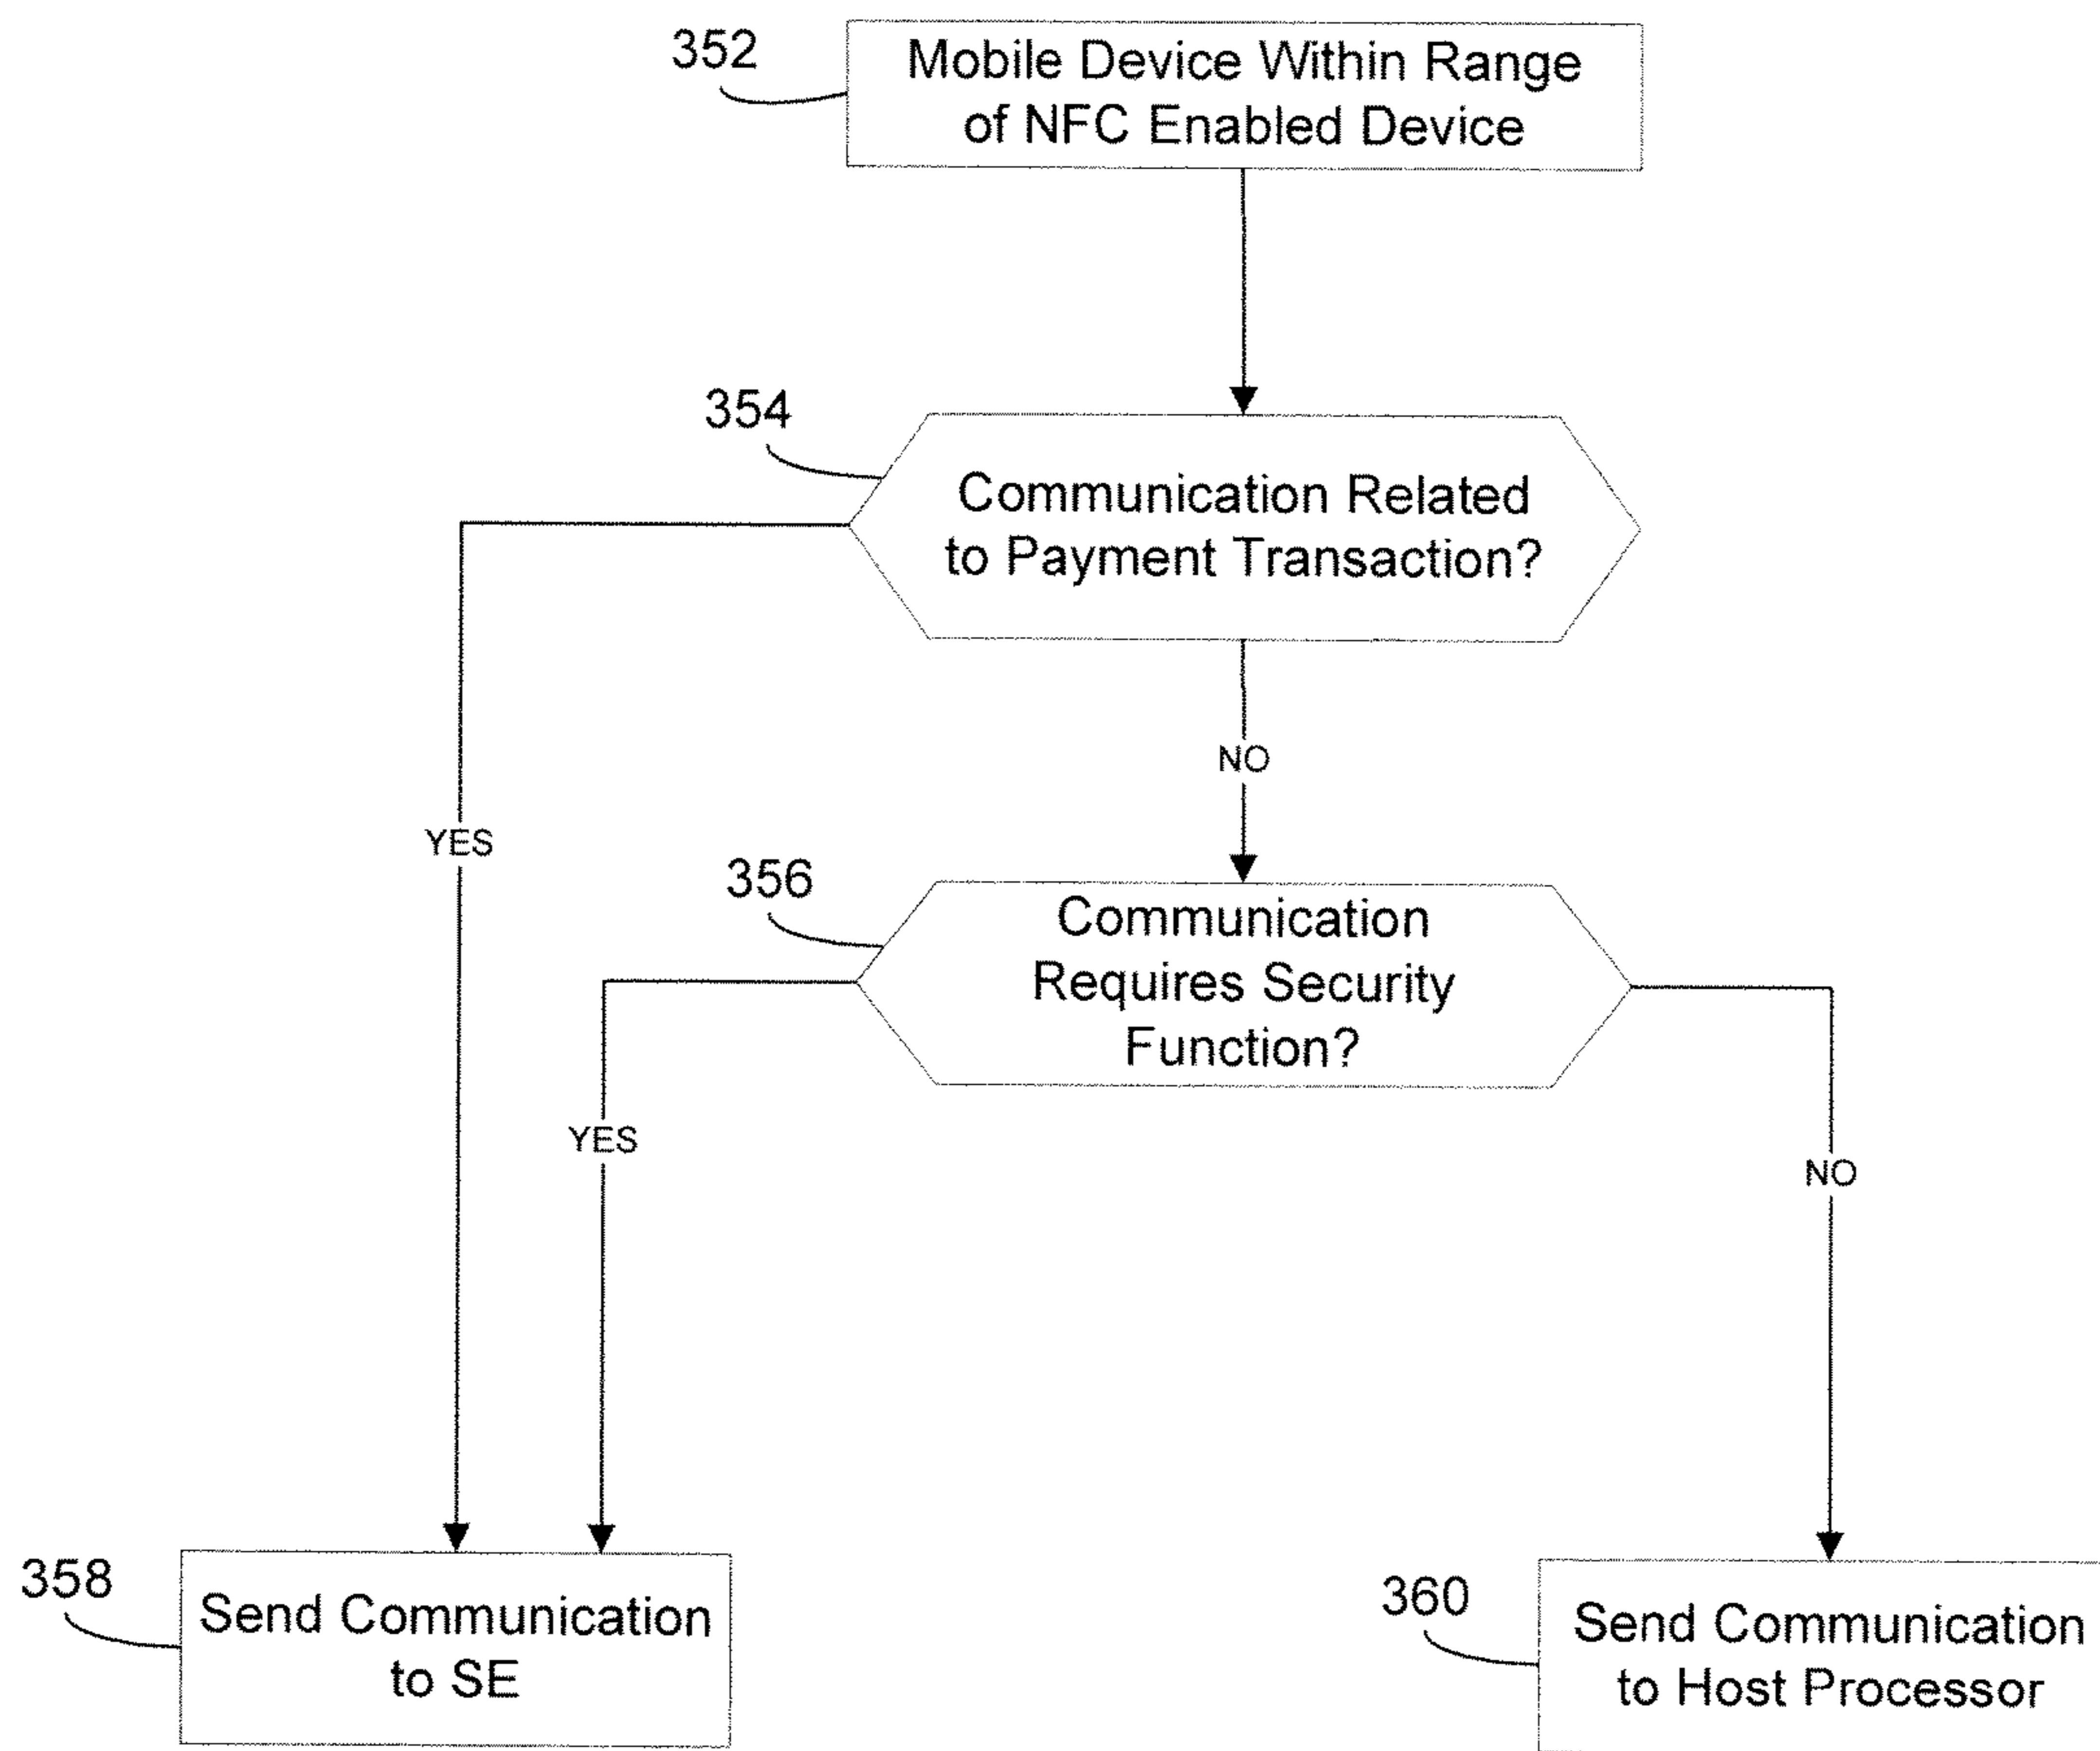 352
Mobile Device Within Range
of NFC Enabled Device
354
Communication Related
to Payment Transaction?
NO
YES
356
Communication
Requires Security
Function?
YES
NO
358
Send Communication
to SE
360
Send Communication
to Host Processor